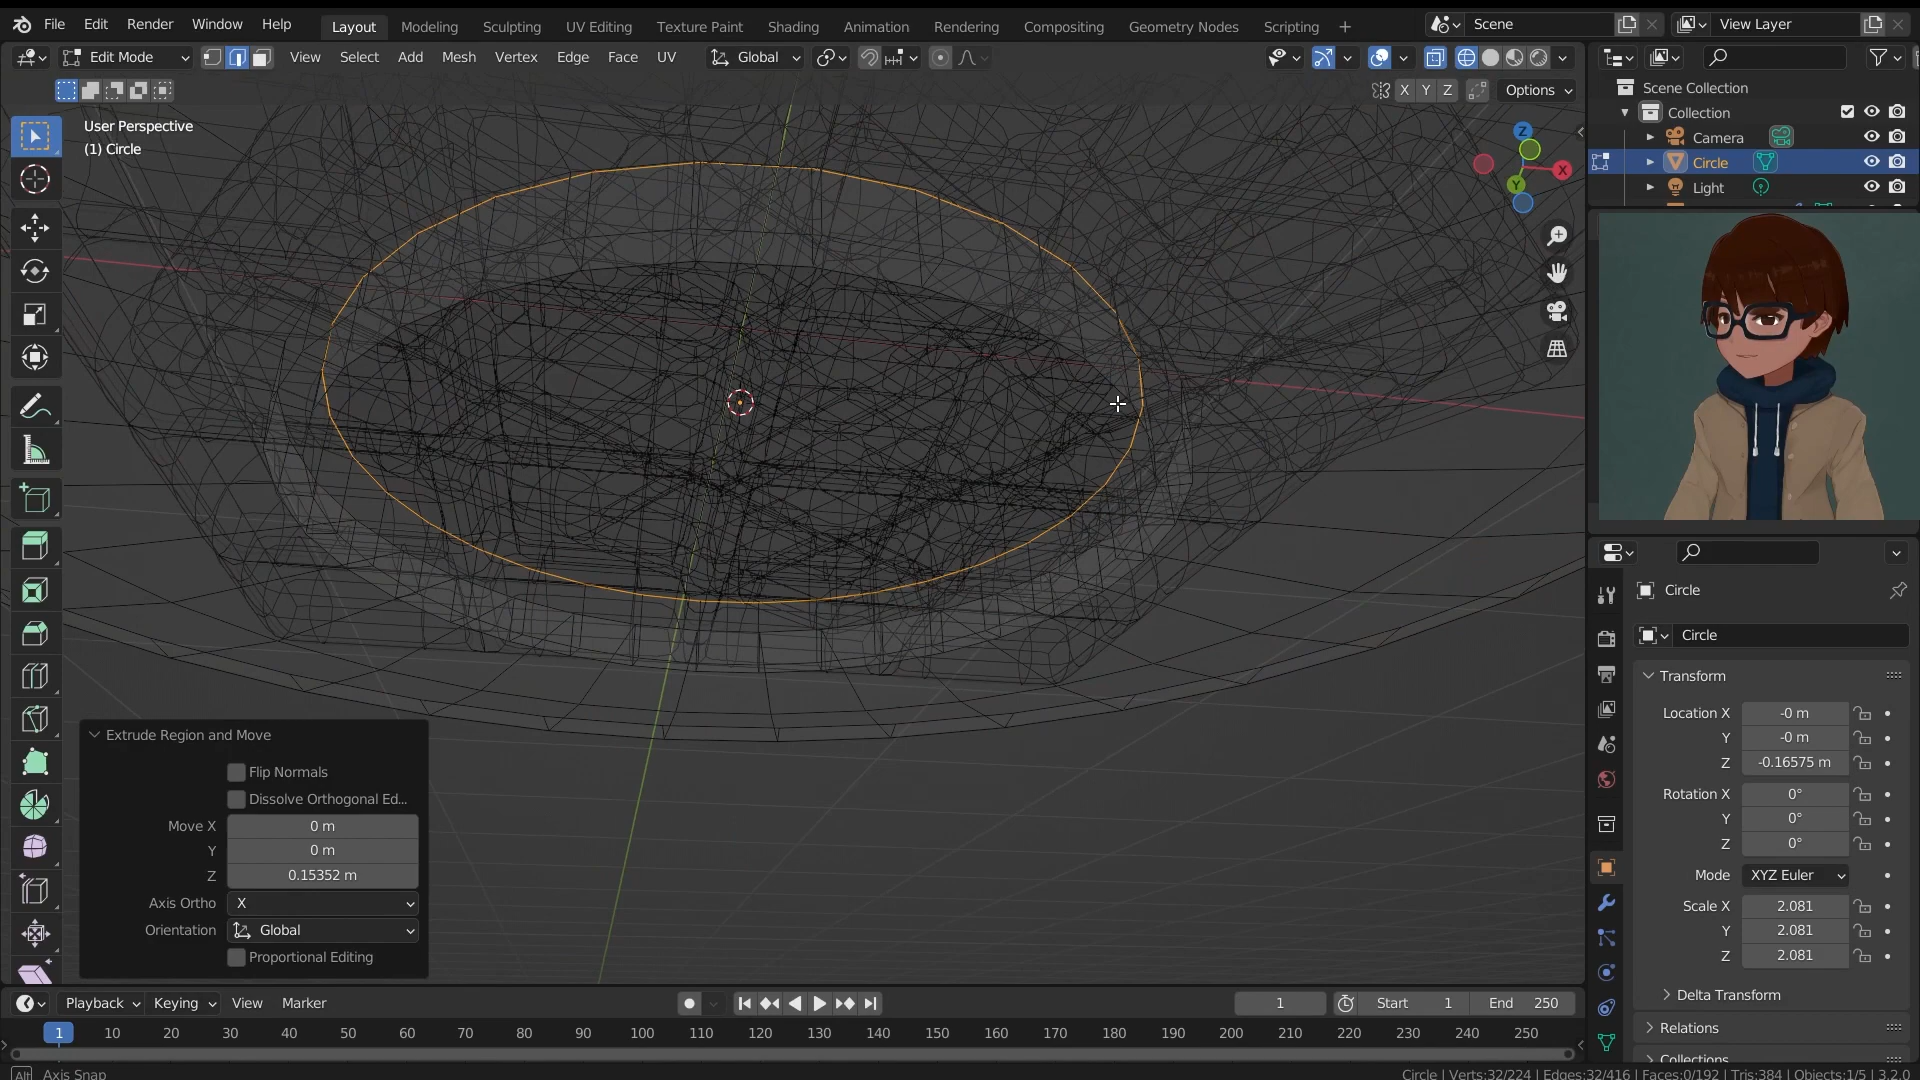 File Edit Render Window Help Layout Modeling Sculpting UV Editing Texture Paint Shading Animation Rendering Compositing Geometry Nodes Scripting + Scene View Layer
Edit Mode View Select Add Mesh Vertex Edge Face UV Global
X Y Z Options
User Perspective
(1) Circle
Z
X
Y
Scene Collection
Collection
Camera
Circle
Light
Circle
Circle
Transform
Location X -0 m
Y -0 m
Z -0.16575 m
Rotation X 0°
Y 0°
Z 0°
Mode XYZ Euler
Scale X 2.081
Y 2.081
Z 2.081
Delta Transform
Relations
Collections
Extrude Region and Move
Flip Normals
Dissolve Orthogonal Ed...
Move X 0 m
Y 0 m
Z 0.15352 m
Axis Ortho X
Orientation Global
Proportional Editing
Playback Keying View Marker 1 Start 1 End 250
1 10 20 30 40 50 60 70 80 90 100 110 120 130 140 150 160 170 180 190 200 210 220 230 240 250
Alt Axis Snap Circle | Verts:32/224 | Edges:32/416 | Faces:0/192 | Tris:384 | Objects:1/5 | 3.2.0